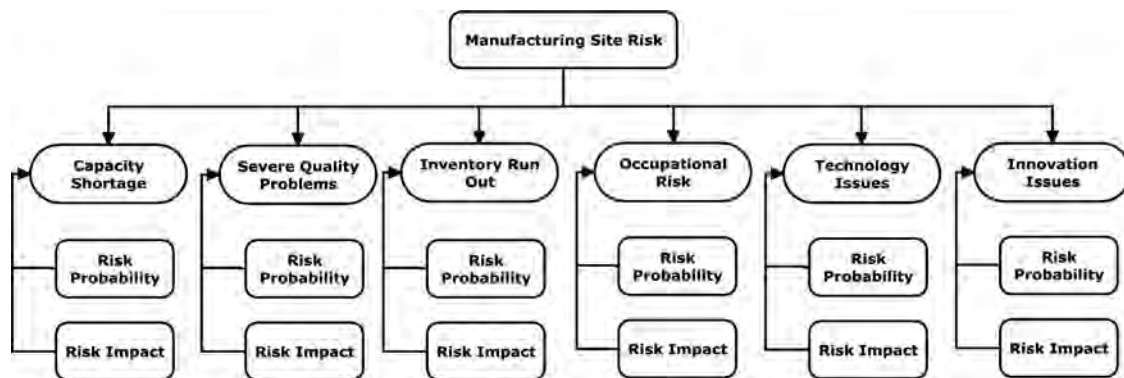 Manufacturing Site Risk
Capacity
Shortage
Severe Quality
Problems
Inventory Run
Out
Occupational
Risk
Technology
Issues
Innovation
Issues
Risk
Probability
Risk
Probability
Risk
Probability
Risk
Probability
Risk
Probability
Risk
Probability
Risk Impact
Risk Impact
Risk Impact
Risk Impact
Risk Impact
Risk Impact